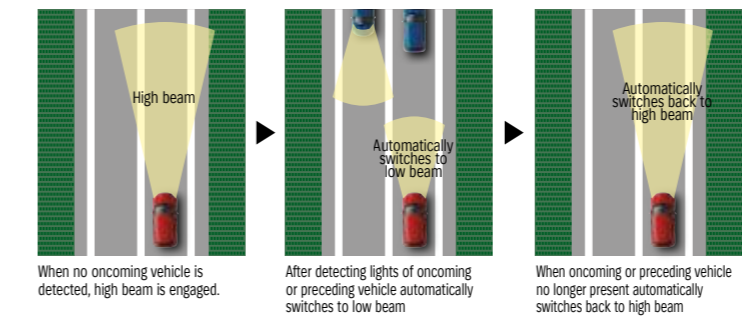 High beam
When no oncoming vehicle is
detected, high beam is engaged.
Automatically
switches to
low beam
After detecting lights of oncoming
or preceding vehicle automatically
switches to low beam
Automatically
switches back to
high beam
When oncoming or preceding vehicle
no longer present automatically
switches back to high beam